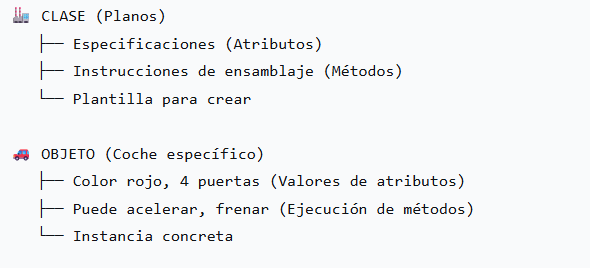 🏭 CLASE (Planos)
├── Especificaciones (Atributos)
├── Instrucciones de ensamblaje (Métodos)
└── Plantilla para crear
🚗 OBJETO (Coche específico)
├── Color rojo, 4 puertas (Valores de atributos)
├── Puede acelerar, frenar (Ejecución de métodos)
└── Instancia concreta